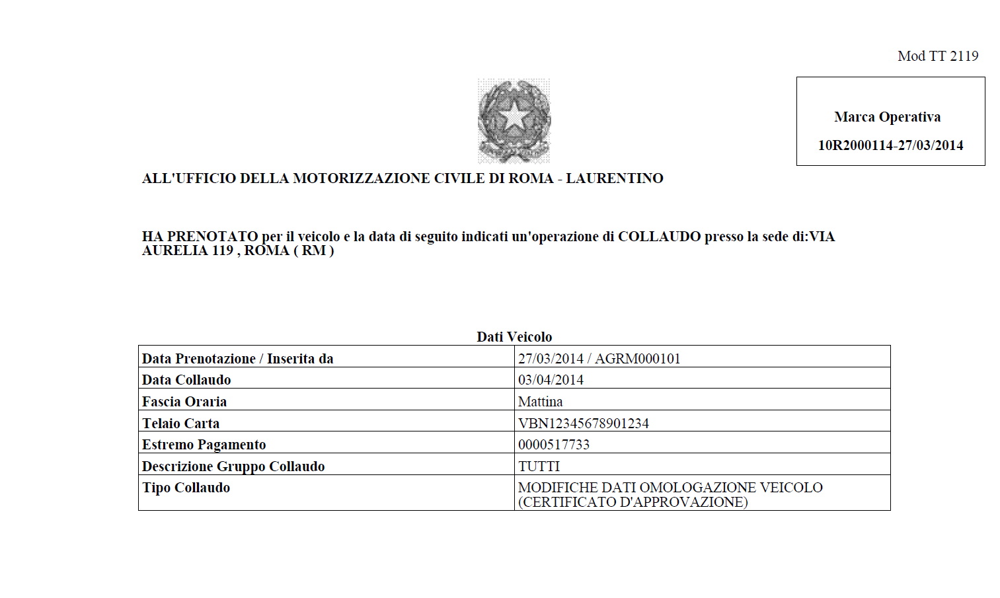 Mod TT 2119
Marca Operativa
10R2000114-27/03/2014
ALL'UFFICIO DELLA MOTORIZZAZIONE CIVILE DI ROMA - LAURENTINO
HA PRENOTATO per il veicolo e la data di seguito indicati un'operazione di COLLAUDO presso la sede di:VIA
AURELIA 119 , ROMA ( RM )
Dati Veicolo
Data Prenotazione / Inserita da 27/03/2014 / AGRM000101
Data Collaudo 03/04/2014
Fascia Oraria Mattina
Telaio Carta VBN12345678901234
Estremo Pagamento 0000517733
Descrizione Gruppo Collaudo TUTTI
Tipo Collaudo MODIFICHE DATI OMOLOGAZIONE VEICOLO
(CERTIFICATO D'APPROVAZIONE)